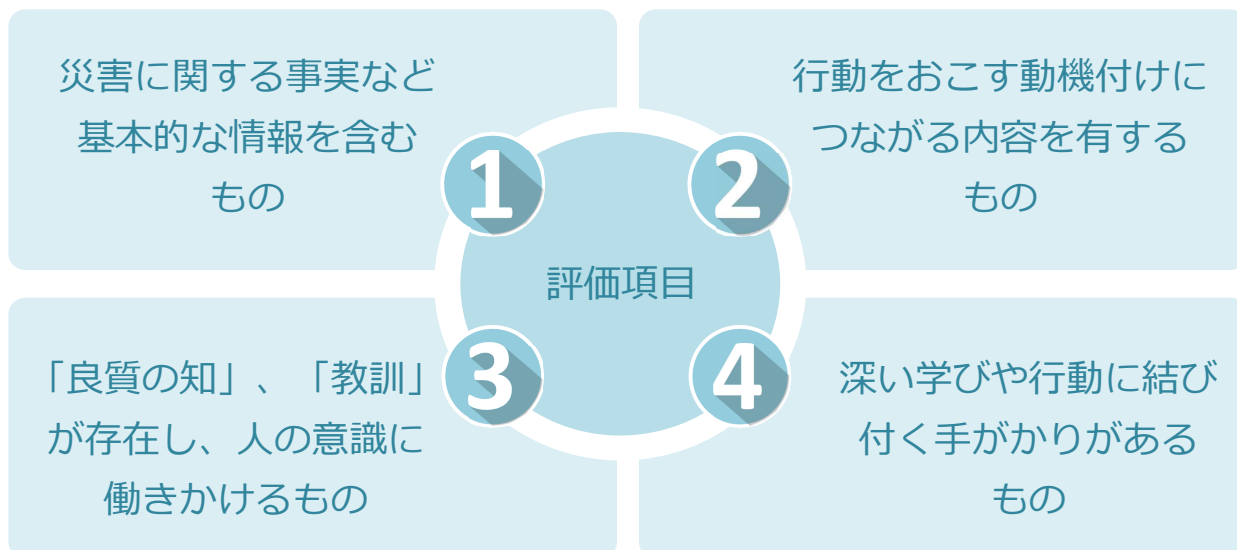 災害に関する事実など
基本的な情報を含む
もの
1
行動をおこす動機付けに
つながる内容を有する
もの
2
評価項目
「良質の知」、「教訓」
が存在し、人の意識に
働きかけるもの
3
深い学びや行動に結び
付く手がかりがある
もの
4